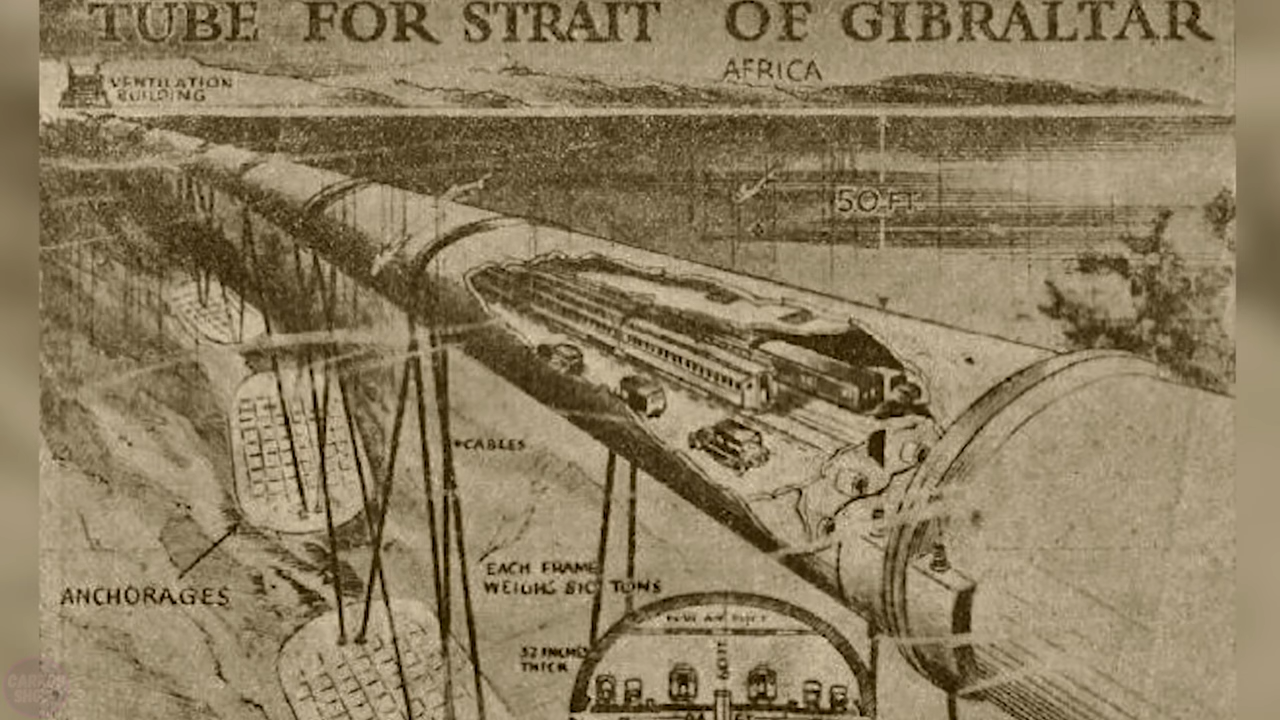 TUBE FOR STRAIT OF GIBRALTAR
AFRICA
VENTILATION
BUILDING
50 FT.
CABLES
ANCHORAGES
EACH FRAME
WEIGHS 810 TONS
32 INCHES
THICK